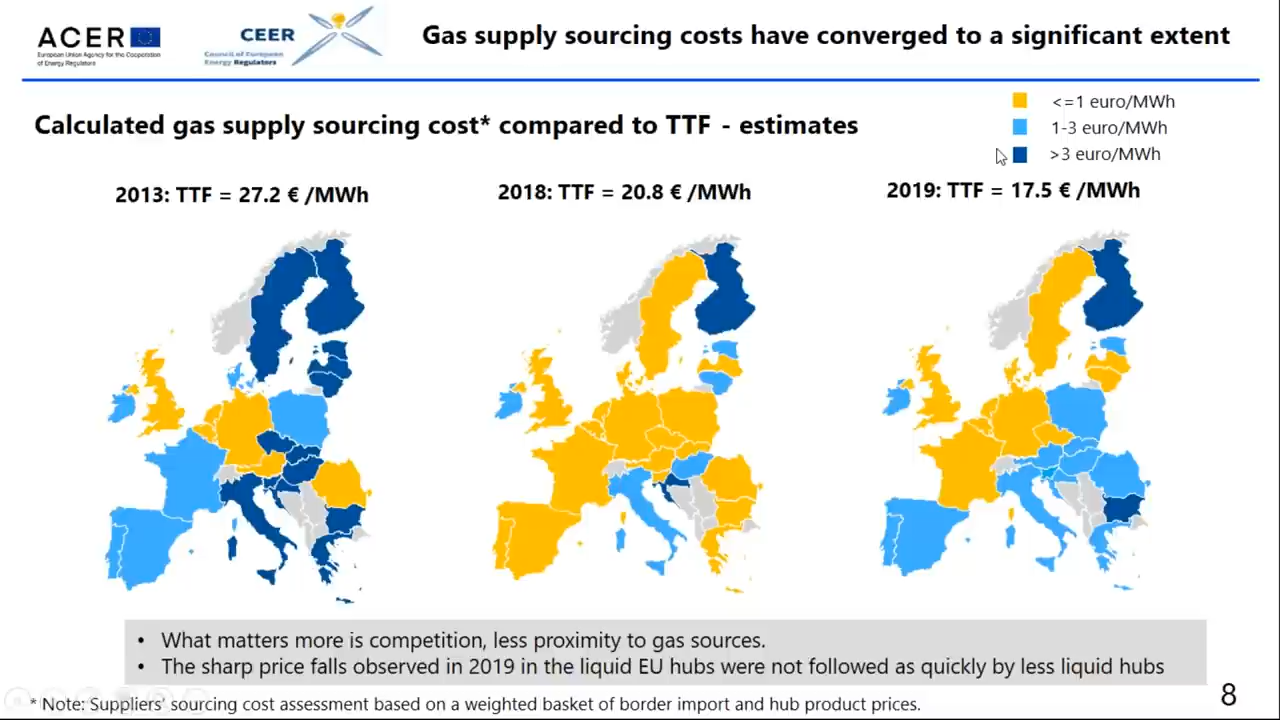 ACER
European Union Agency for the Cooperation
of Energy Regulators
CEER
Council of European
Energy Regulators
Gas supply sourcing costs have converged to a significant extent
Calculated gas supply sourcing cost* compared to TTF - estimates
<=1 euro/MWh
1-3 euro/MWh
>3 euro/MWh
2013: TTF = 27.2 € /MWh
2018: TTF = 20.8 € /MWh
2019: TTF = 17.5 € /MWh
• What matters more is competition, less proximity to gas sources.
• The sharp price falls observed in 2019 in the liquid EU hubs were not followed as quickly by less liquid hubs
* Note: Suppliers' sourcing cost assessment based on a weighted basket of border import and hub product prices.
8